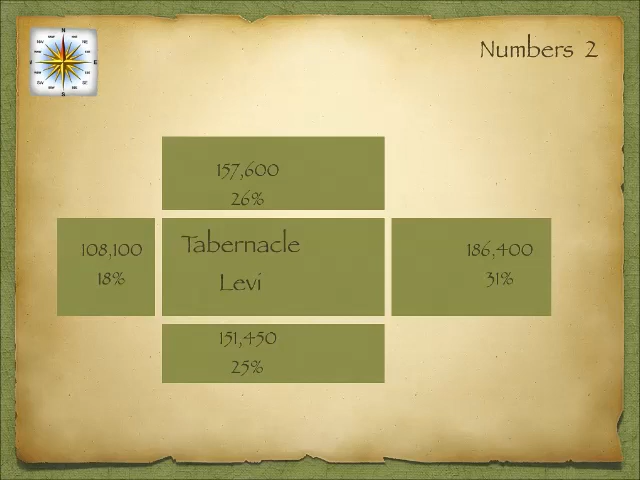 N
E
S
Numbers 2
157,600
26%
108,100
18%
Tabernacle
Levi
186,400
31%
151,450
25%